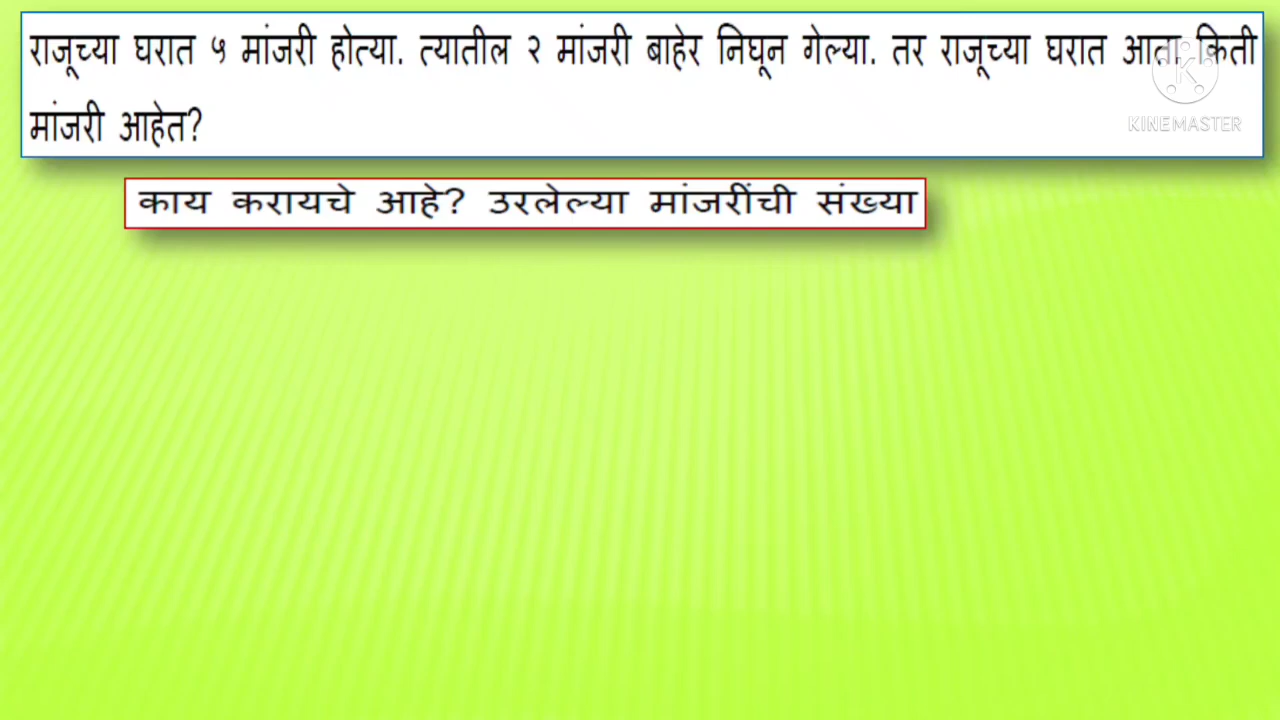 राजूच्या घरात ५ मांजरी होत्या. त्यातील २ मांजरी बाहेर निघून गेल्या. तर राजूच्या घरात आता किती
मांजरी आहेत?
KINEMASTER
काय करायचे आहे? उरलेल्या मांजरींची संख्या